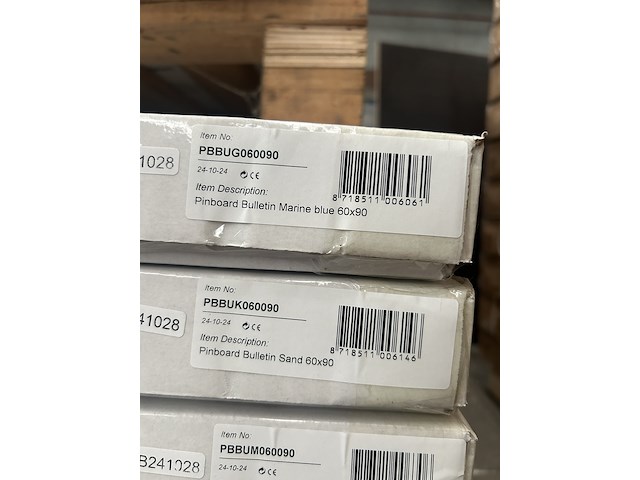 1028
Item No:
PBBUG060090
24-10-24 CE
Item Description:
Pinboard Bulletin Marine blue 60x90
8 718511 006061
41028
Item No:
PBBUK060090
24-10-24 CE
Item Description:
Pinboard Bulletin Sand 60x90
8 718511 006146
B241028
Item No:
PBBUM060090
24-10-24 CE